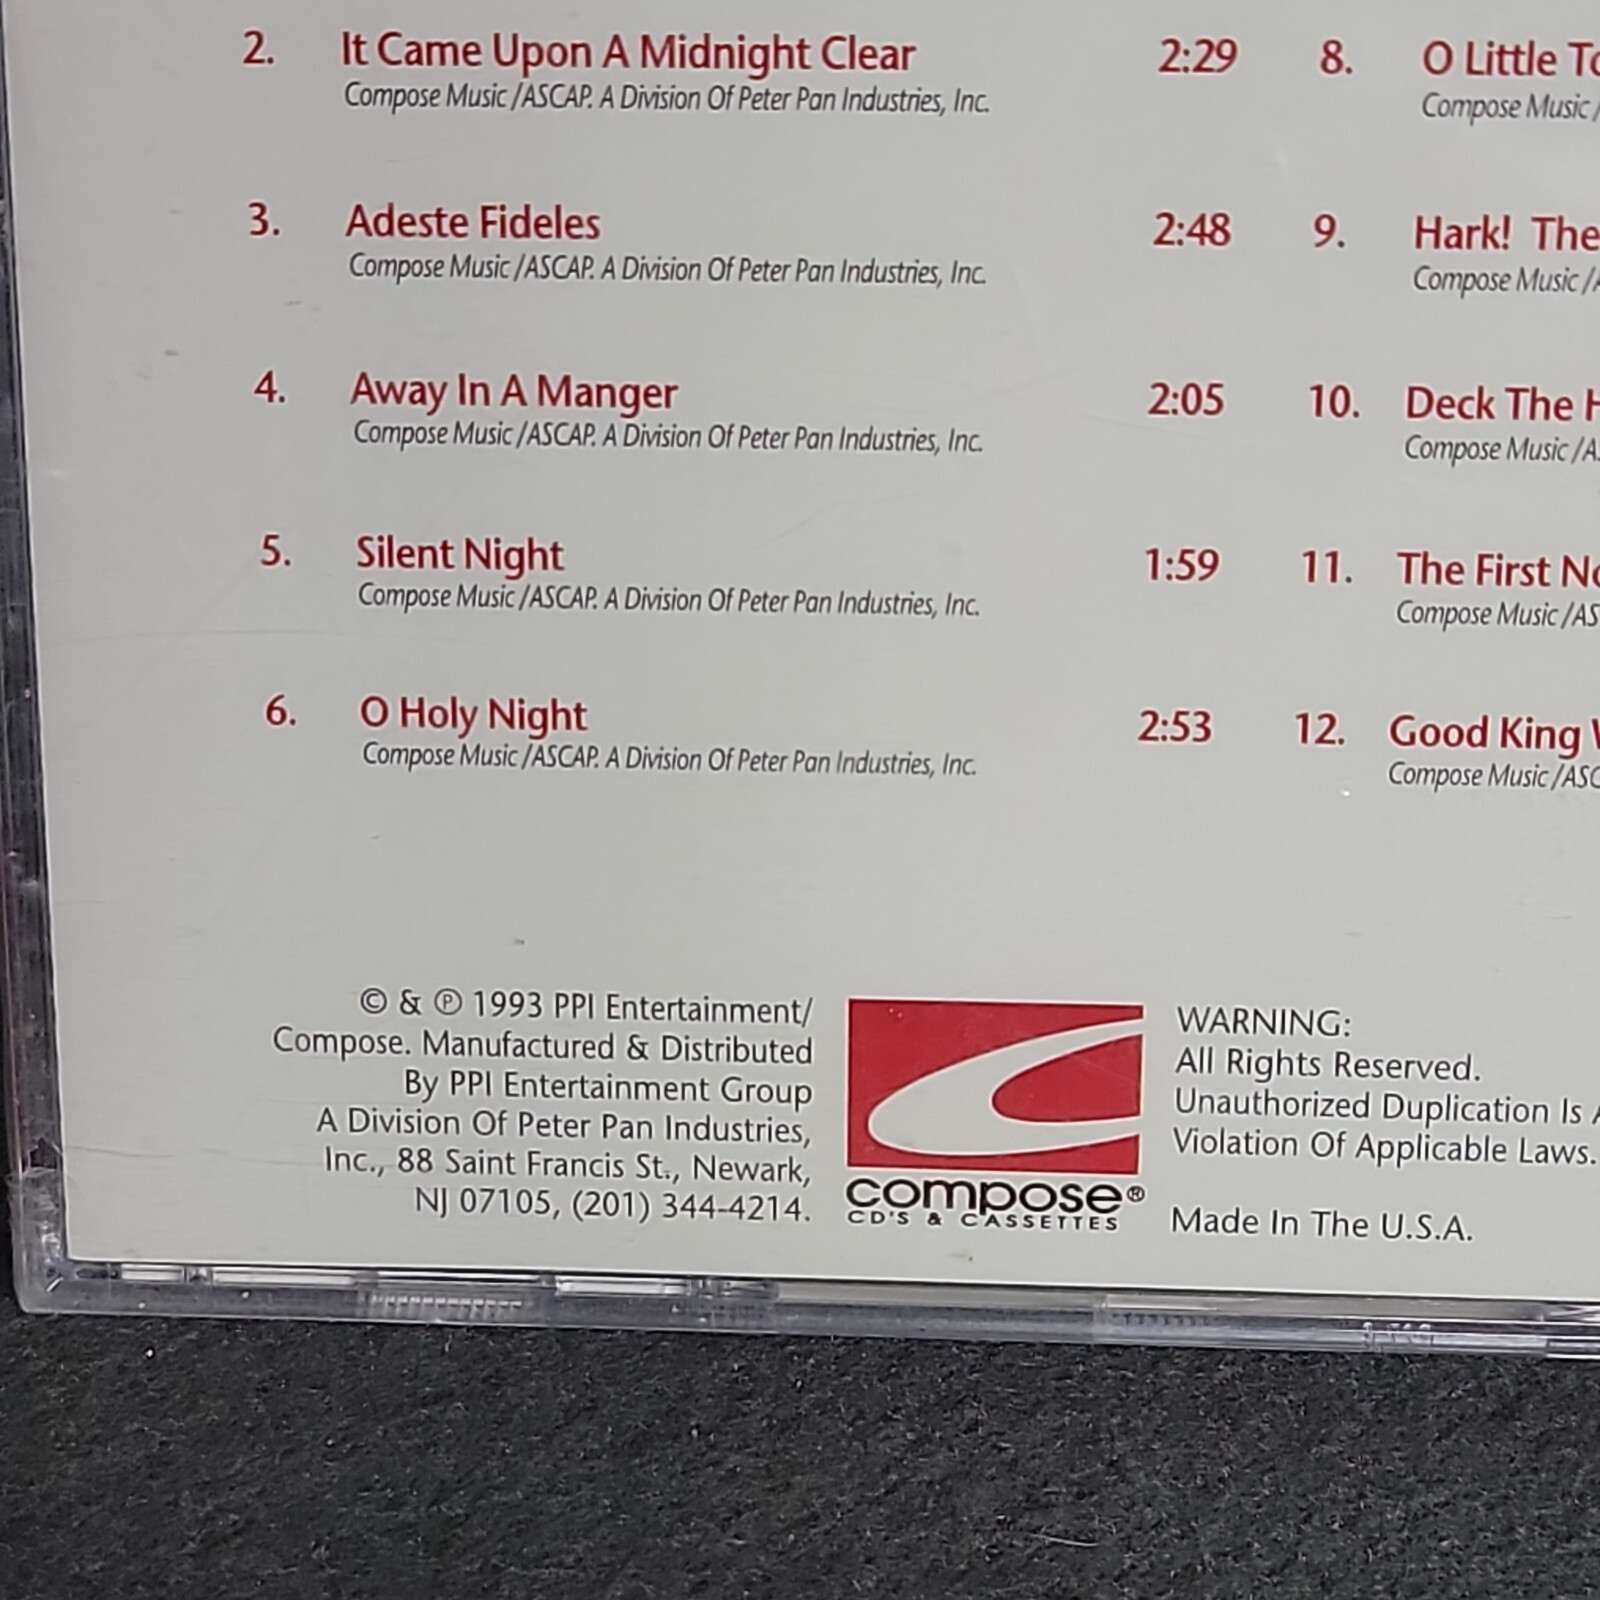 2. It Came Upon A Midnight Clear 2:29
Compose Music/ASCAP. A Division Of Peter Pan Industries, Inc.
3. Adeste Fideles 2:48
Compose Music/ASCAP. A Division Of Peter Pan Industries, Inc.
4. Away In A Manger 2:05
Compose Music/ASCAP. A Division Of Peter Pan Industries, Inc.
5. Silent Night 1:59
Compose Music/ASCAP. A Division Of Peter Pan Industries, Inc.
6. O Holy Night 2:53
Compose Music/ASCAP. A Division Of Peter Pan Industries, Inc.
8. O Little
Compose Music/
9. Hark! The
Compose Music/
10. Deck The
Compose Music/
11. The First
Compose Music/
12. Good King
Compose Music/
© & ℗ 1993 PPI Entertainment/
Compose. Manufactured & Distributed
By PPI Entertainment Group
A Division Of Peter Pan Industries,
Inc., 88 Saint Francis St., Newark,
NJ 07105, (201) 344-4214.
compose®
CD'S & CASSETTES
WARNING:
All Rights Reserved.
Unauthorized Duplication Is
Violation Of Applicable Laws.
Made In The U.S.A.